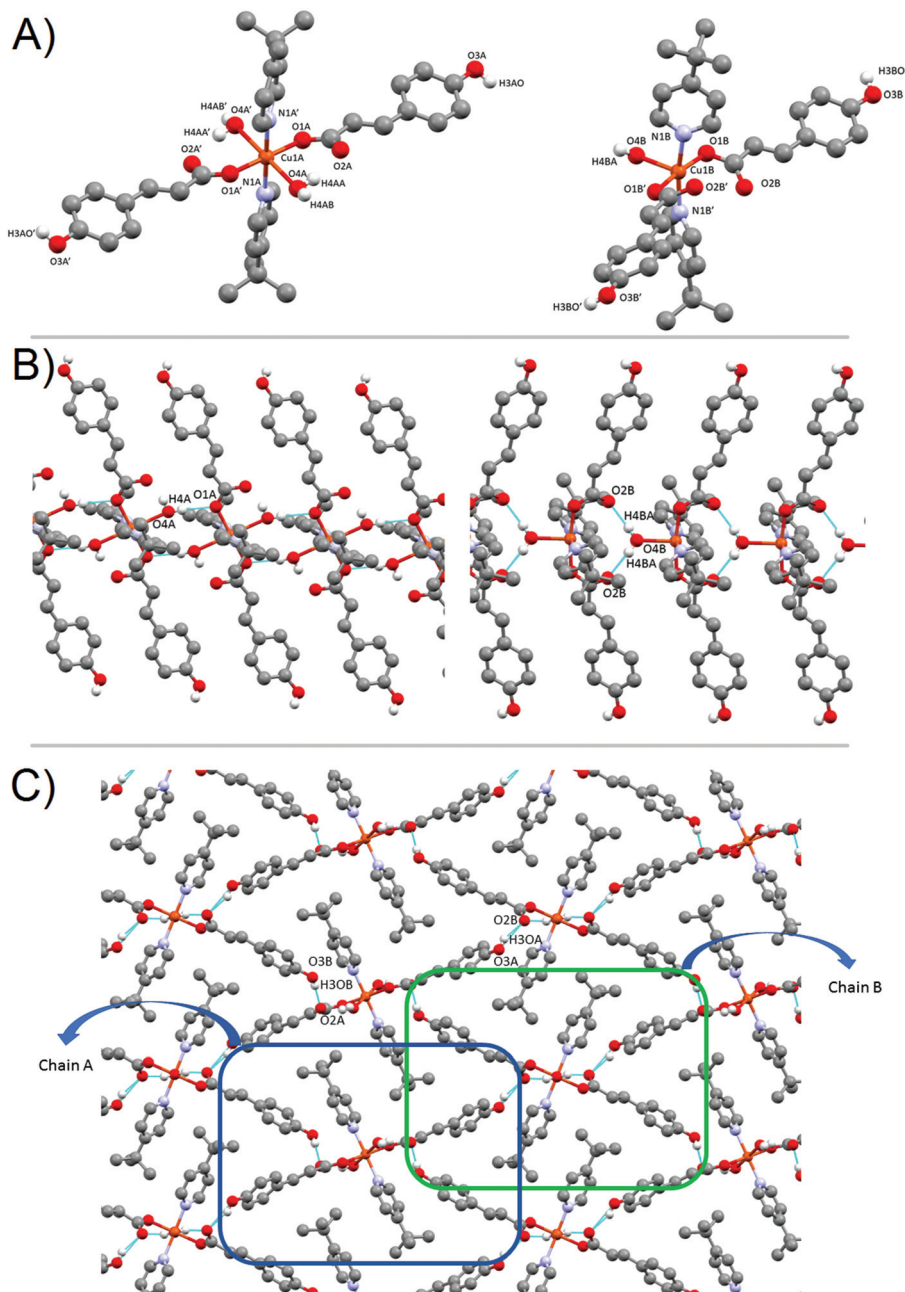 A)
O3A
H3AO
H4AB'
O4A'
N1A'
O1A
H4AA'
Cu1A
O2A
O2A'
O4A
H4AA
O1A'
N1A
H4AB
H3AO'
O3A'
H3BO
O3B
N1B
O1B
O4B
H4BA
Cu1B
O2B
O1B'
O2B'
N1B'
O3B'
H3BO'
B)
H4A
O1A
O4A
O2B
H4BA
O4B
H4BA
O2B
C)
O2B
H3OA
O3A
O3B
H3OB
O2A
Chain B
Chain A